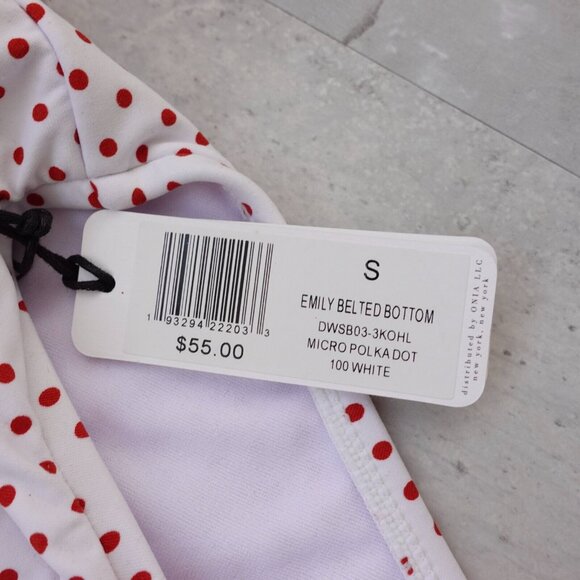 S
EMILY BELTED BOTTOM
DWSB03-3KOHL
MICRO POLKA DOT
100 WHITE
1 93294 22203 3
$55.00
distributed by ONIA LLC
new york, new york